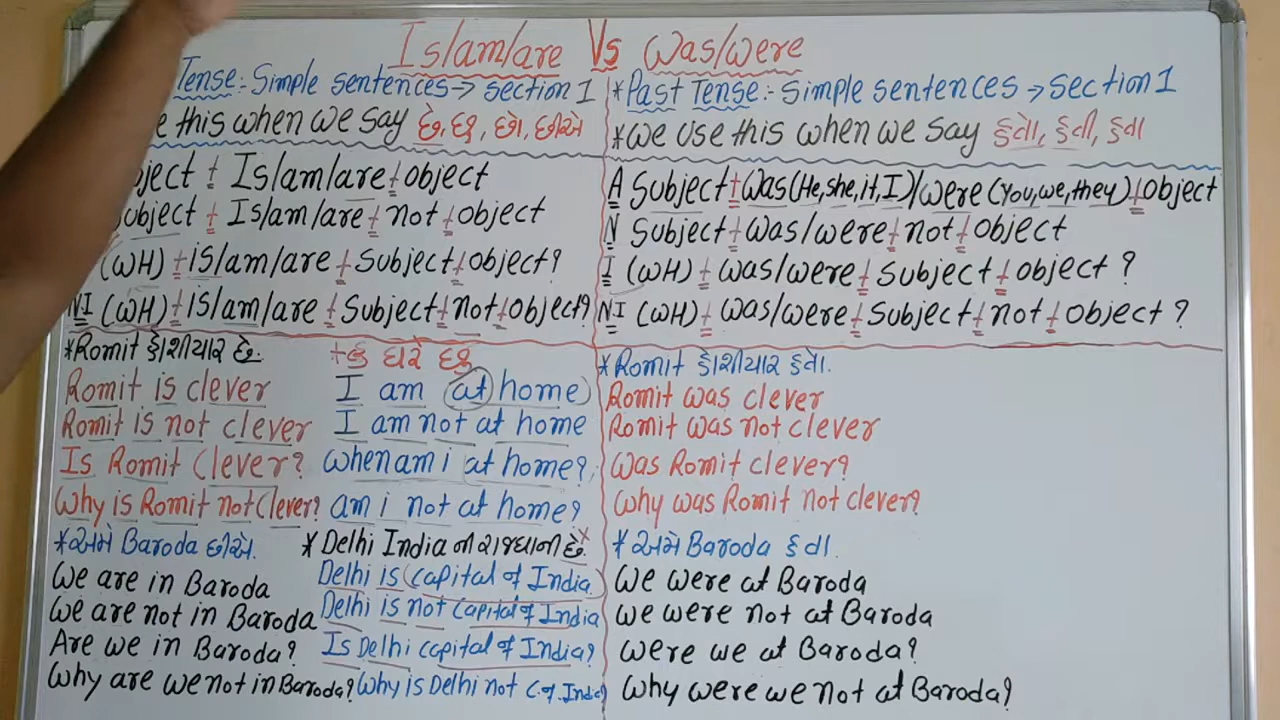 Is/am/are Vs Was/were
Tense:- Simple sentences → section 1
this when we say છે, છું, છો, છીએ
+ Is/am/are + object
+ Is/am/are + not + object
(WH) + is/am/are + Subject + object?
NI (WH) + Is/am/are + Subject + not + object?
*Romit હોશીયાર છે.
Romit is clever
Romit is not clever
Is Romit Clever?
Why is Romit not Clever?
*અમે Baroda છીએ.
We are in Baroda
We are not in Baroda
Are we in Baroda?
Why are we not in Baroda?
+હું ઘરે છું
I am at home
I am not at home
When am i at home?
am i not at home?
* Delhi India ની રાજધાની છે.
Delhi is capital of India
Delhi is not capital of India
Is Delhi capital of India?
Why is Delhi not C.of.India
*Past Tense:- Simple sentences → section 1
*We use this when we say હતો, હતી, હતા
A Subject + Was (He, she, it, I)/Were (You, we, they) + object
N Subject + Was/were + not + object
I (WH) + was/were + subject + object?
NI (WH) + was/were + Subject + not + object?
*Romit હોશીયાર હતો.
Romit was clever
Romit was not clever
Was Romit clever?
Why was Romit not clever?
*અમે Baroda હતા.
We were at Baroda
We were not at Baroda
Were we at Baroda?
Why were we not at Baroda?